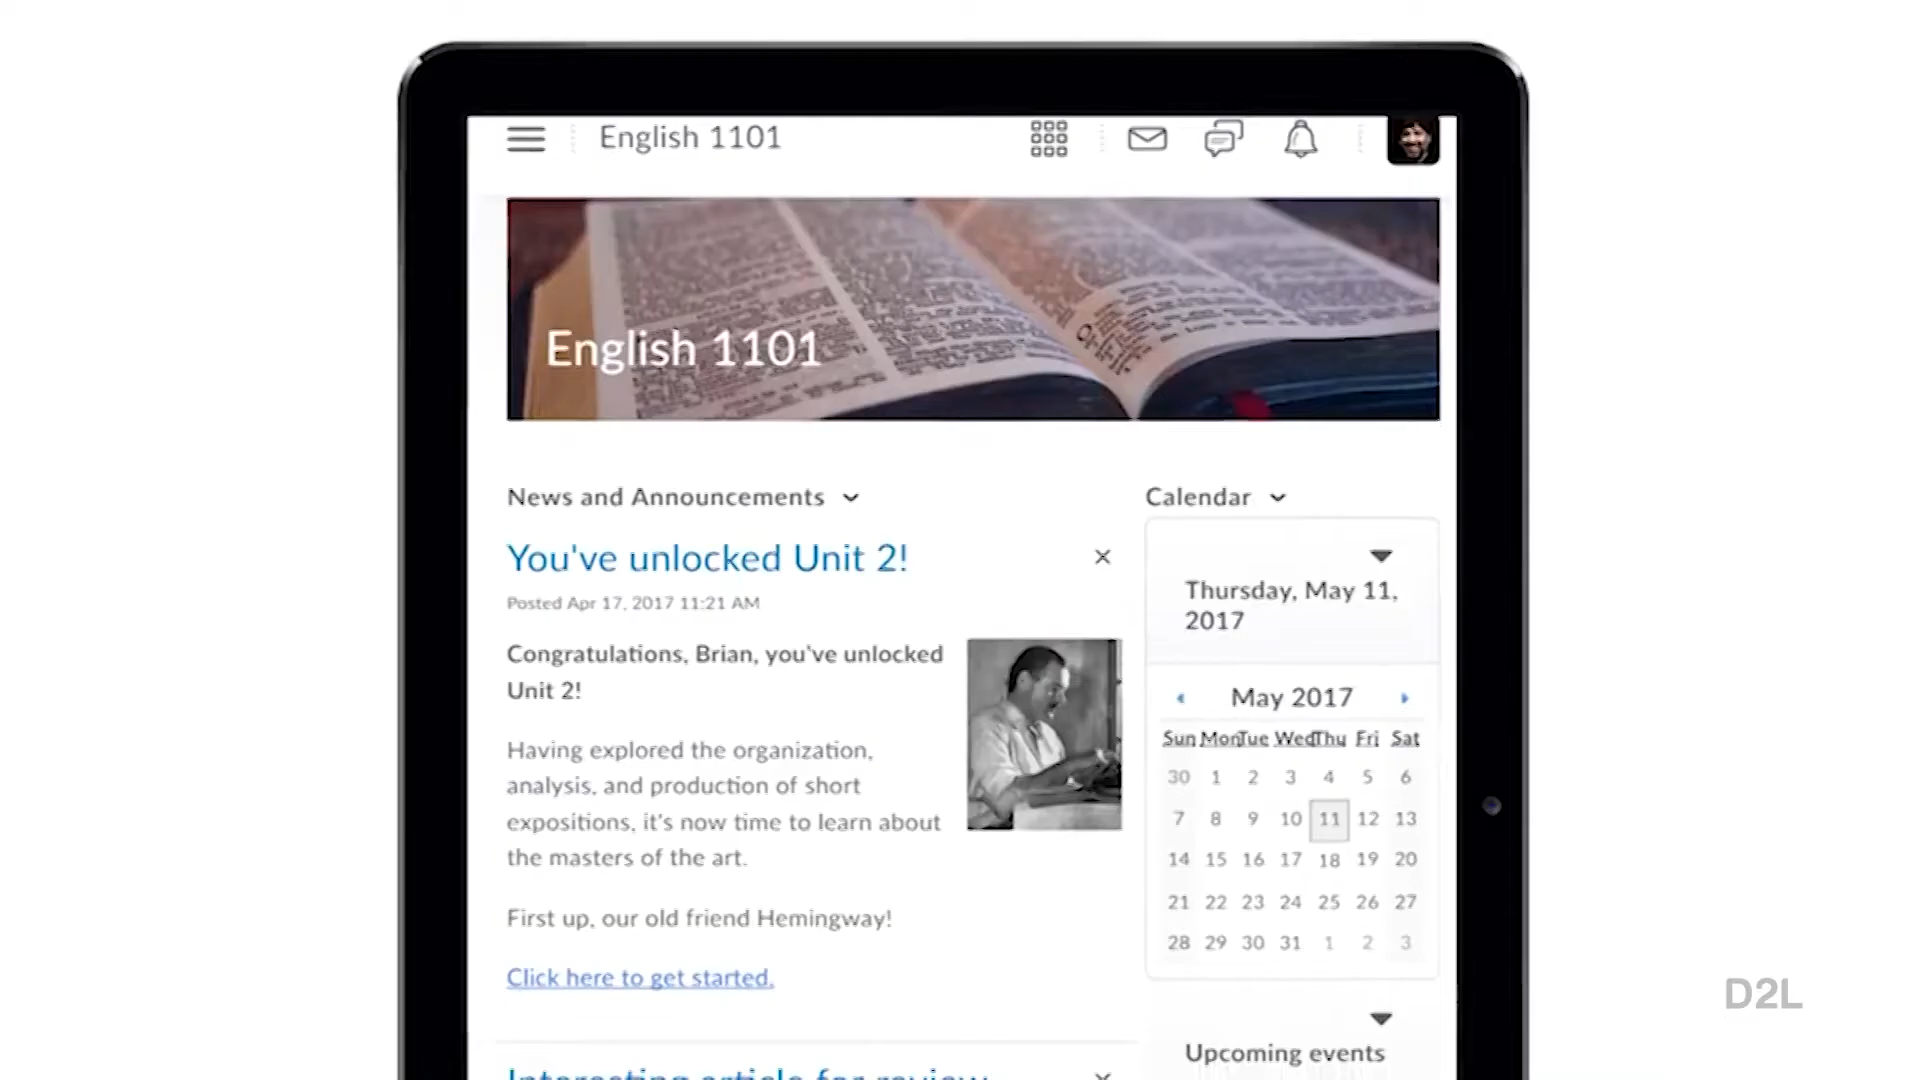 English 1101
English 1101
News and Announcements
You've unlocked Unit 2!
Posted Apr 17, 2017 11:21 AM
Congratulations, Brian, you've unlocked
Unit 2!
Having explored the organization,
analysis, and production of short
expositions, it's now time to learn about
the masters of the art.
First up, our old friend Hemingway!
Click here to get started.
Interesting article for review
Calendar
Thursday, May 11,
2017
May 2017
Sun Mon Tue Wed Thu Fri Sat
30 1 2 3 4 5 6
7 8 9 10 11 12 13
14 15 16 17 18 19 20
21 22 23 24 25 26 27
28 29 30 31 1 2 3
Upcoming events
D2L